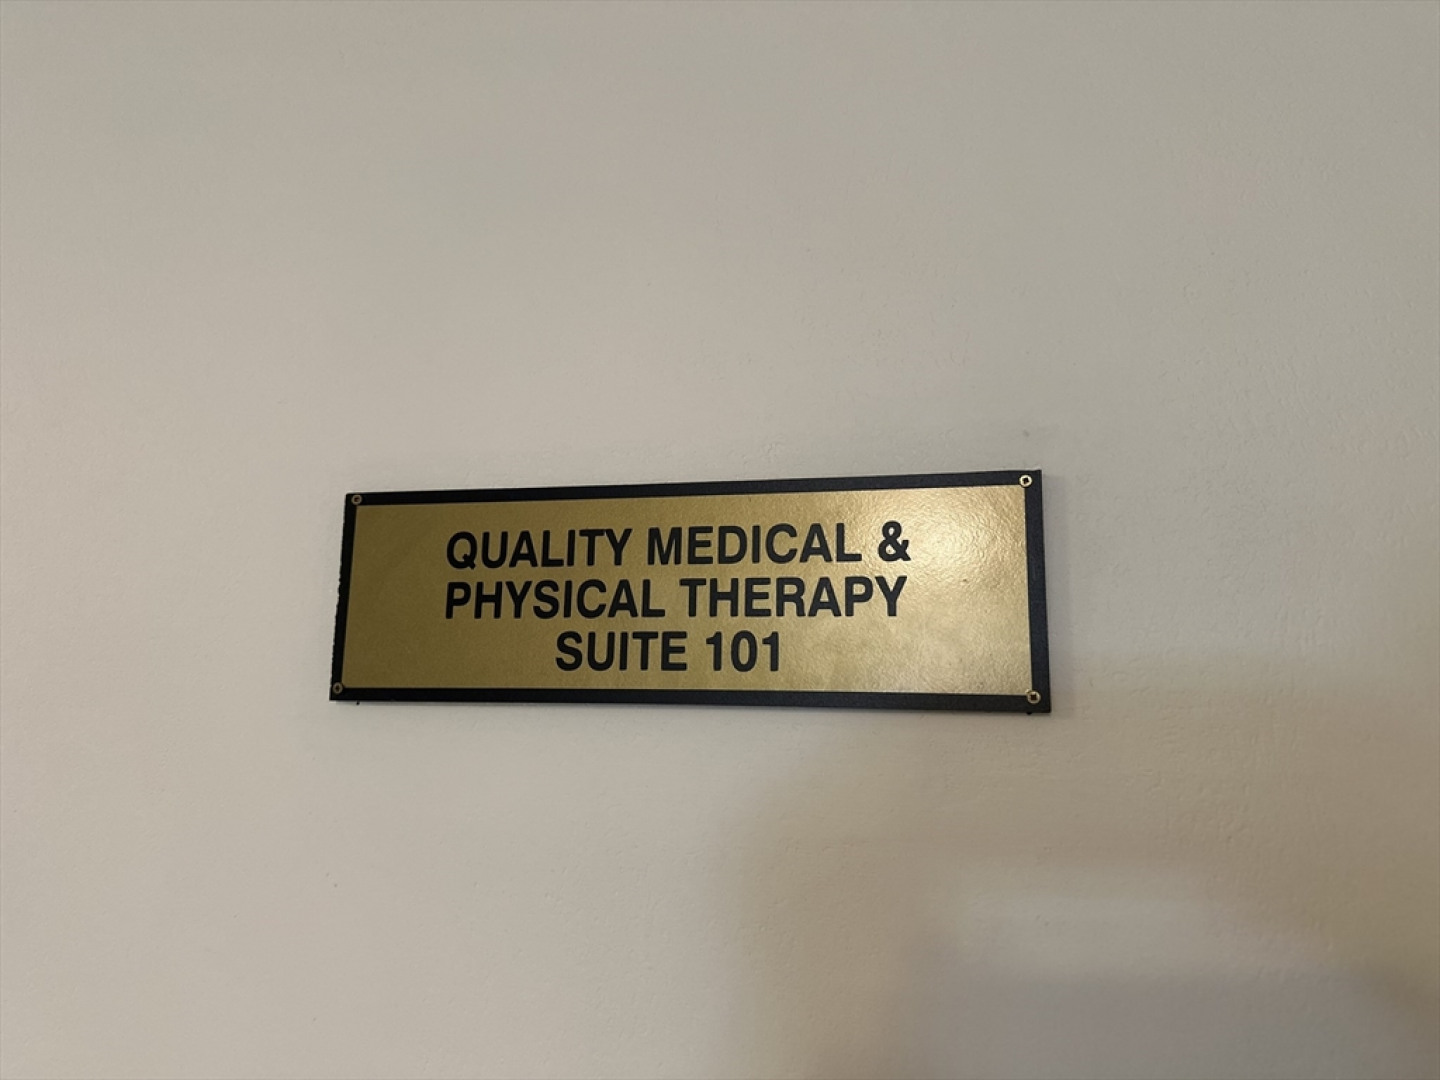 QUALITY MEDICAL &
PHYSICAL THERAPY
SUITE 101